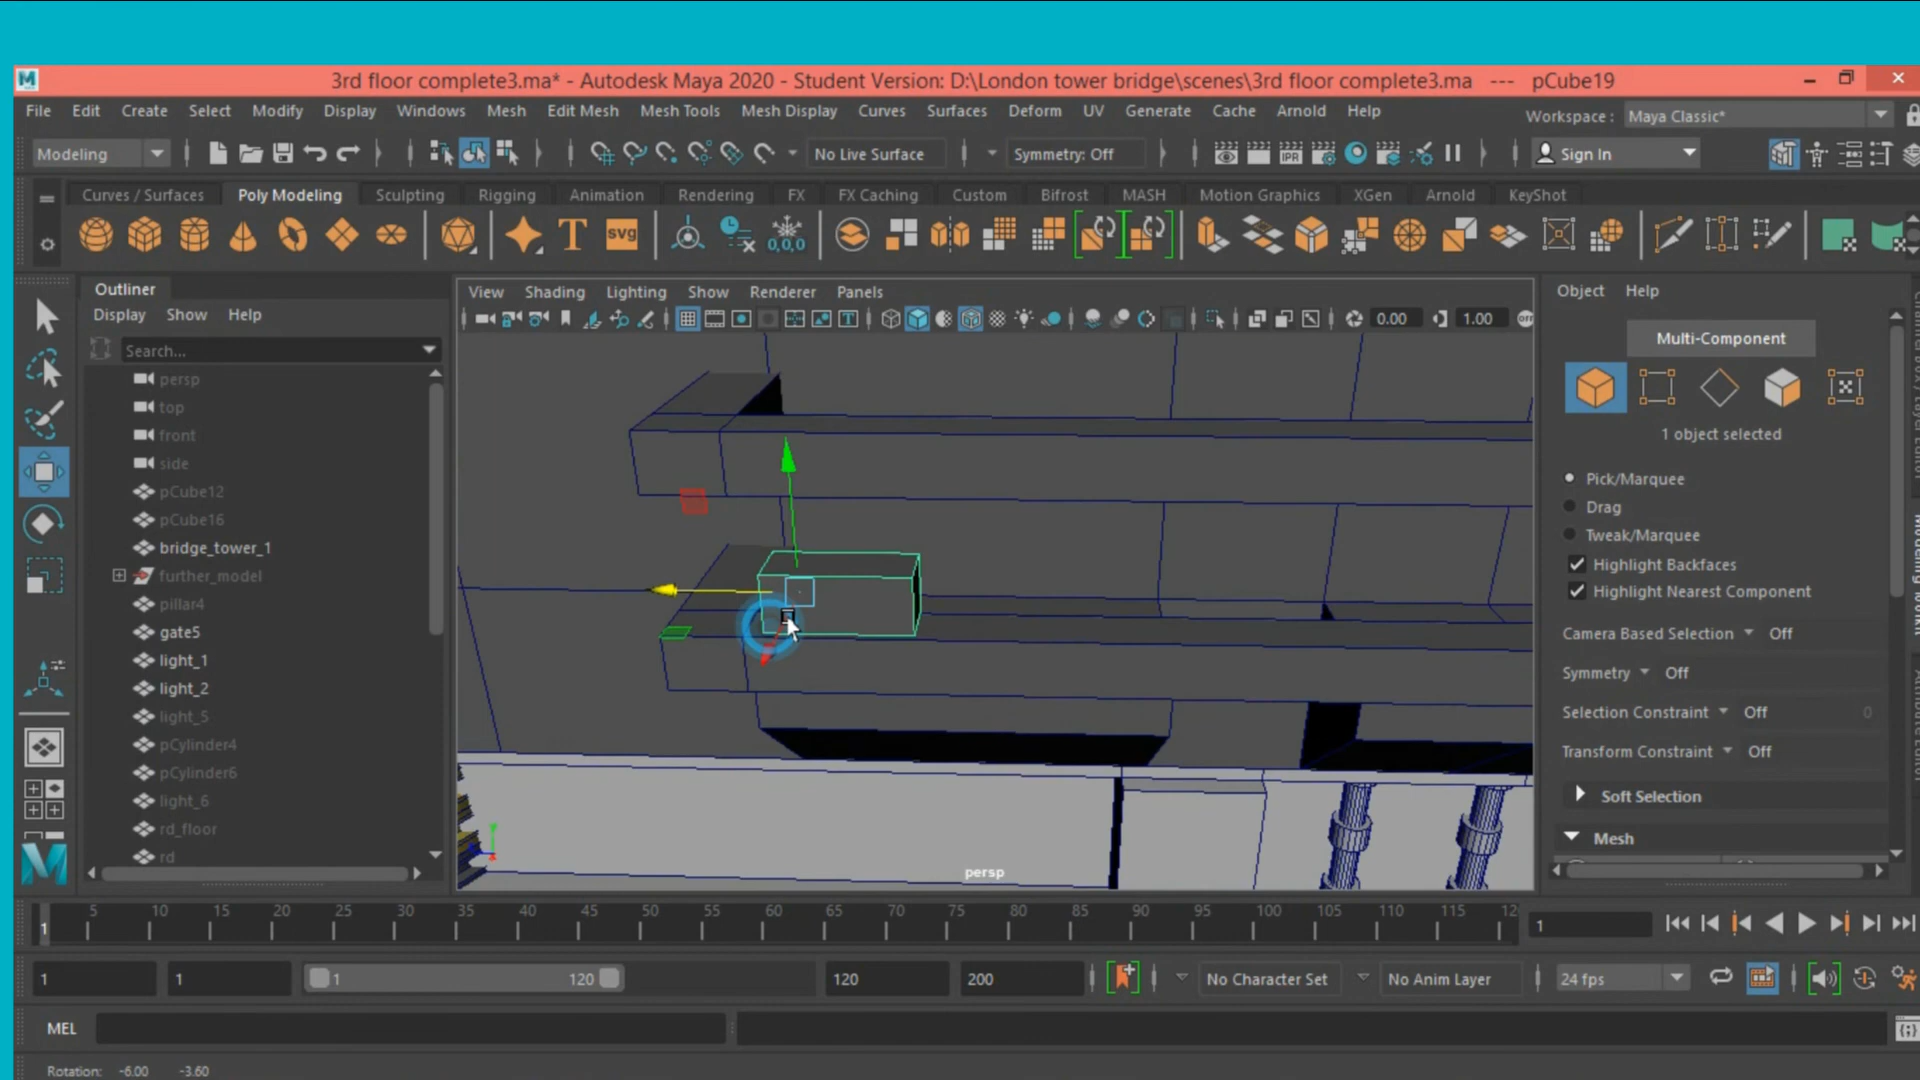 3rd floor complete3.ma* - Autodesk Maya 2020 - Student Version: D:\London tower bridge\scenes\3rd floor complete3.ma --- pCube19
File Edit Create Select Modify Display Windows Mesh Edit Mesh Mesh Tools Mesh Display Curves Surfaces Deform UV Generate Cache Arnold Help
Workspace : Maya Classic*
Modeling No Live Surface Symmetry: Off IPR Sign In
Curves / Surfaces Poly Modeling Sculpting Rigging Animation Rendering FX FX Caching Custom Bifrost MASH Motion Graphics XGen Arnold KeyShot
T svg 0,0,0
Outliner
Display Show Help
Search...
persp
top
front
side
pCube12
pCube16
bridge_tower_1
further_model
pillar4
gate5
light_1
light_2
light_5
pCylinder4
pCylinder6
light_6
rd_floor
rd
View Shading Lighting Show Renderer Panels
0.00 1.00
persp
Object Help
Multi-Component
1 object selected
Pick/Marquee
Drag
Tweak/Marquee
Highlight Backfaces
Highlight Nearest Component
Camera Based Selection Off
Symmetry Off
Selection Constraint Off 0
Transform Constraint Off
Soft Selection
Mesh
5 10 15 20 25 30 35 40 45 50 55 60 65 70 75 80 85 90 95 100 105 110 115 12
1 1
1 1 1 120 120 200 No Character Set No Anim Layer 24 fps
MEL
Rotation: -6.00 -3.60